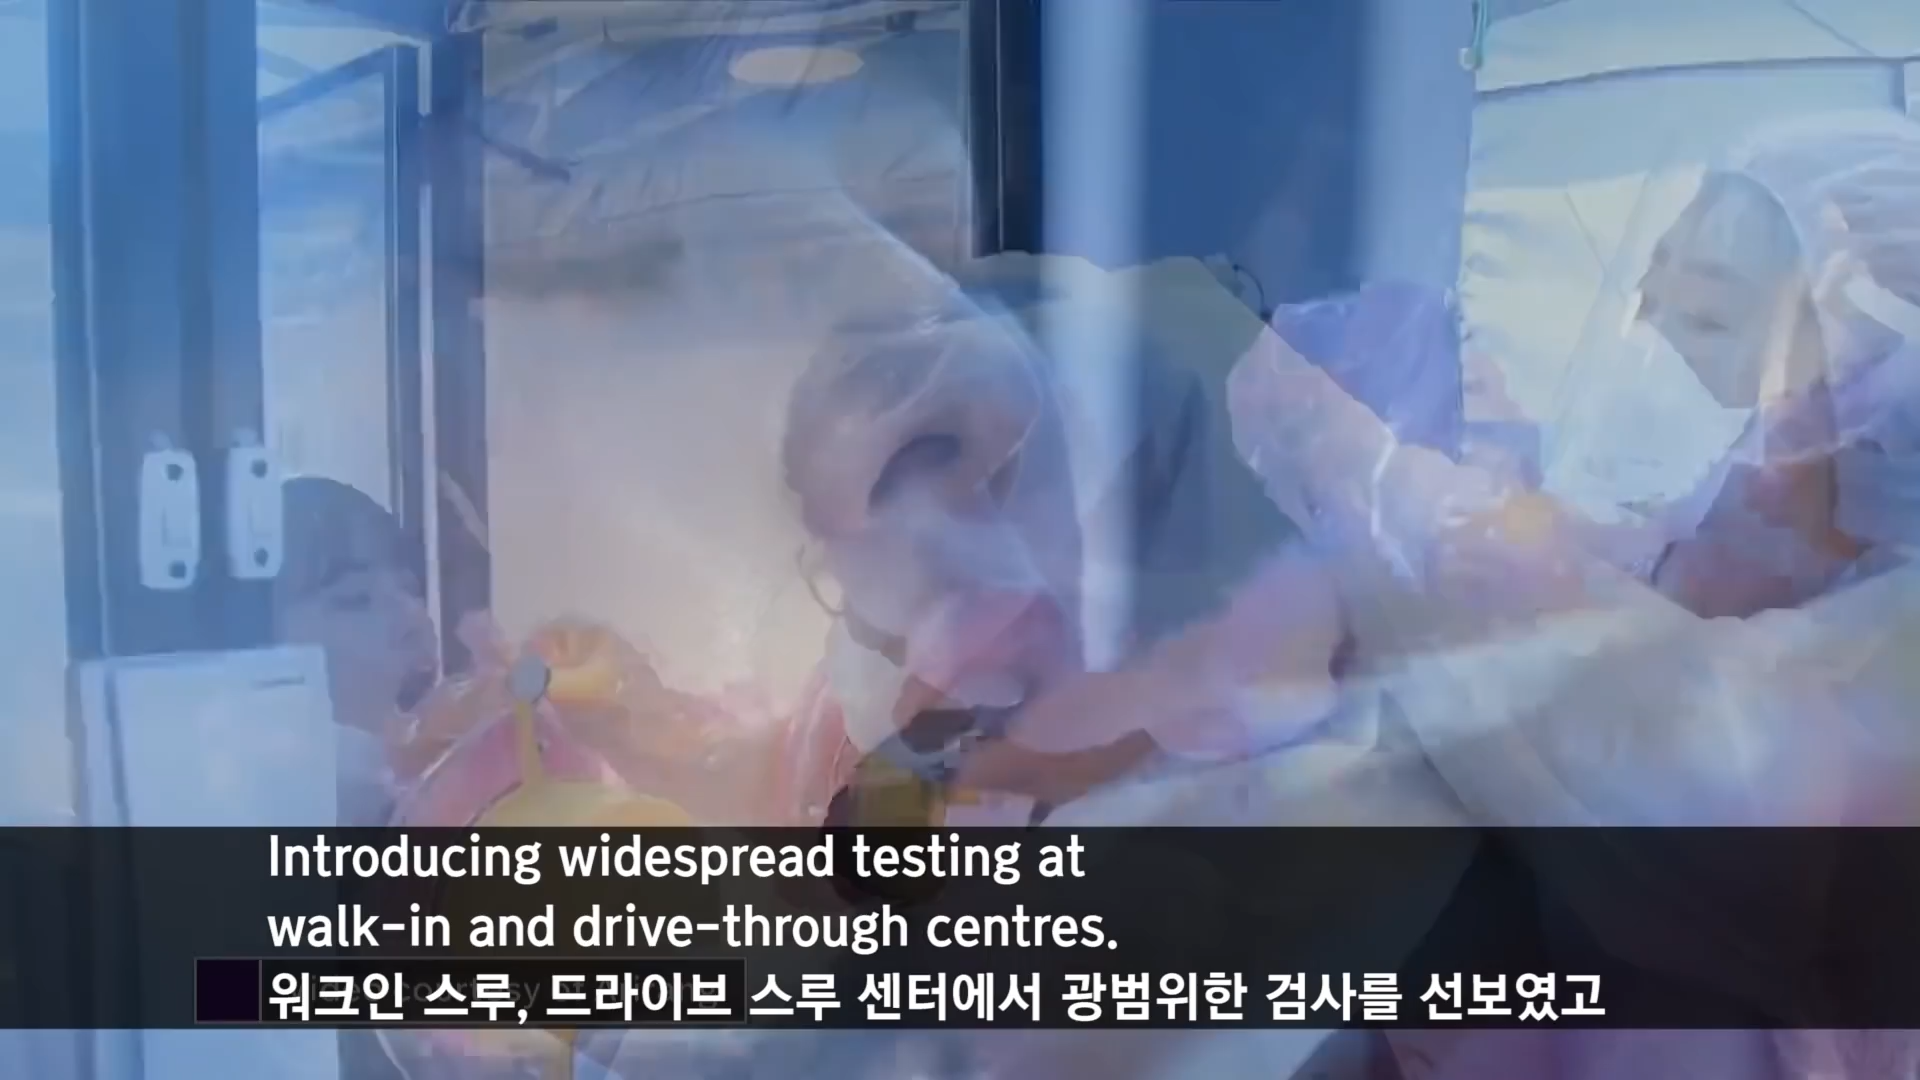 Introducing widespread testing at
walk-in and drive-through centres.
워크인 스루, 드라이브 스루 센터에서 광범위한 검사를 선보였고